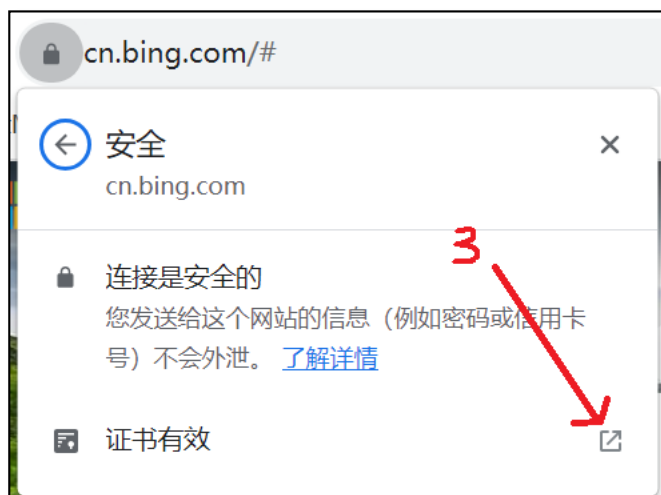 cn.bing.com/#
安全
cn.bing.com
3
连接是安全的
您发送给这个网站的信息（例如密码或信用卡
号）不会外泄。 了解详情
证书有效